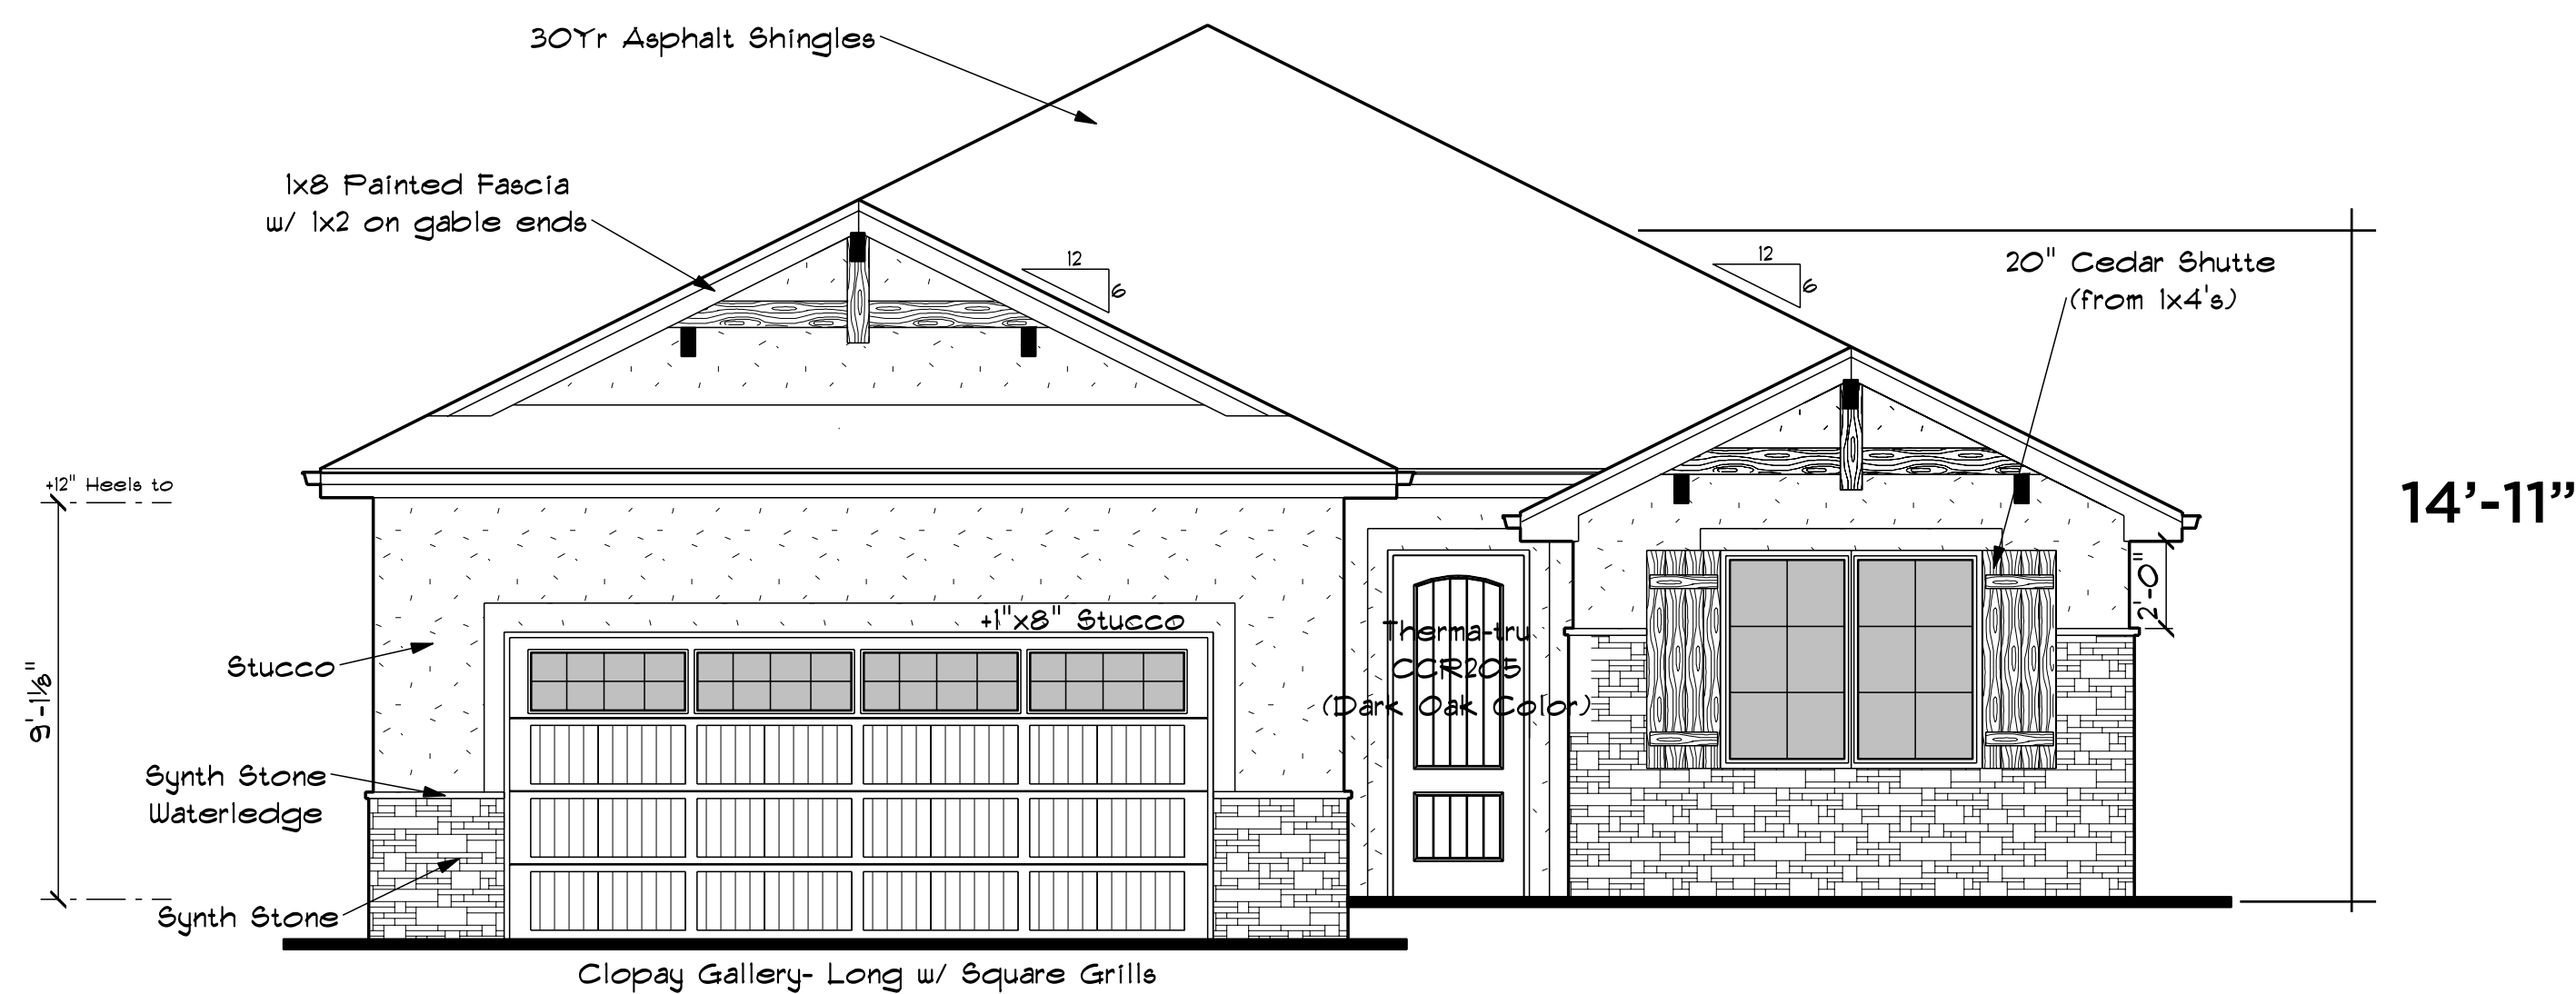 30Yr Asphalt Shingles
1x8 Painted Fascia
w/ 1x2 on gable ends
12
6
12
6
20" Cedar Shutte
(from 1x4's)
+12" Heels to
14'-11"
2'-0"
+1"x8" Stucco
Therma-tru
CCR205
(Dark Oak Color)
Stucco
9'-1⅛"
Synth Stone
Waterledge
Synth Stone
Clopay Gallery- Long w/ Square Grills